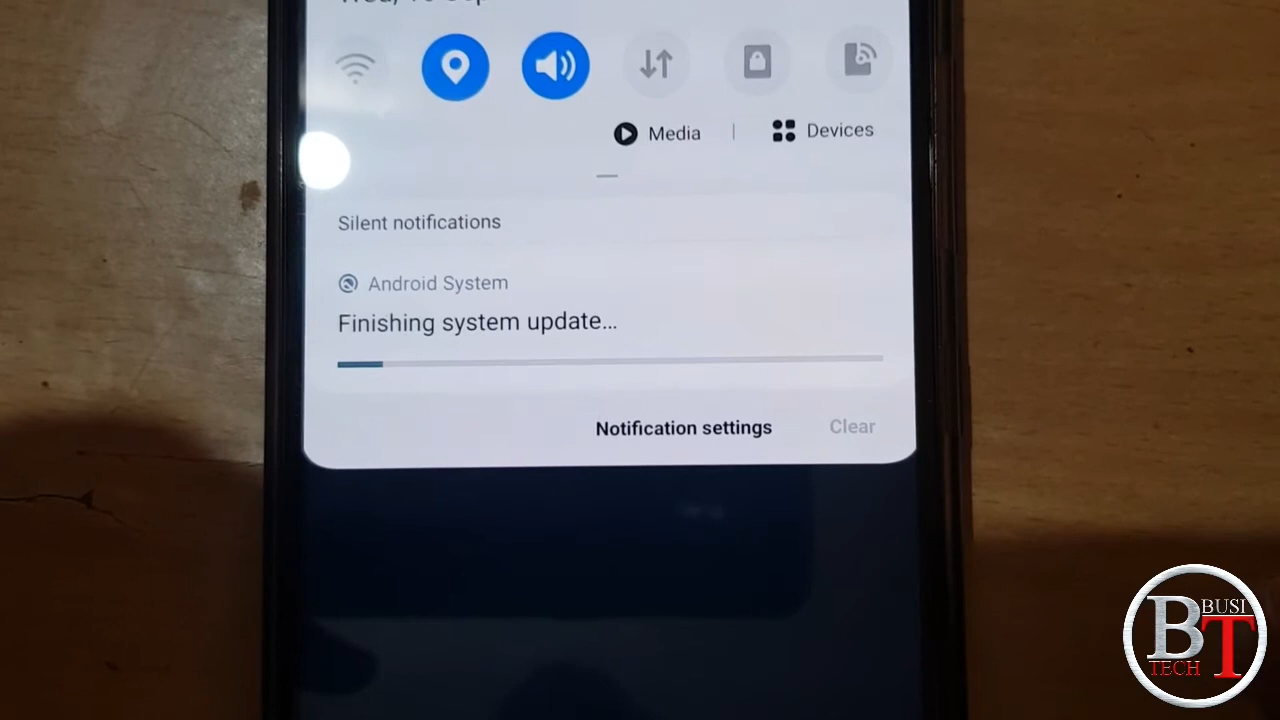 Media
Devices
Silent notifications
Android System
Finishing system update...
Notification settings
Clear
B BUSI
TECH T